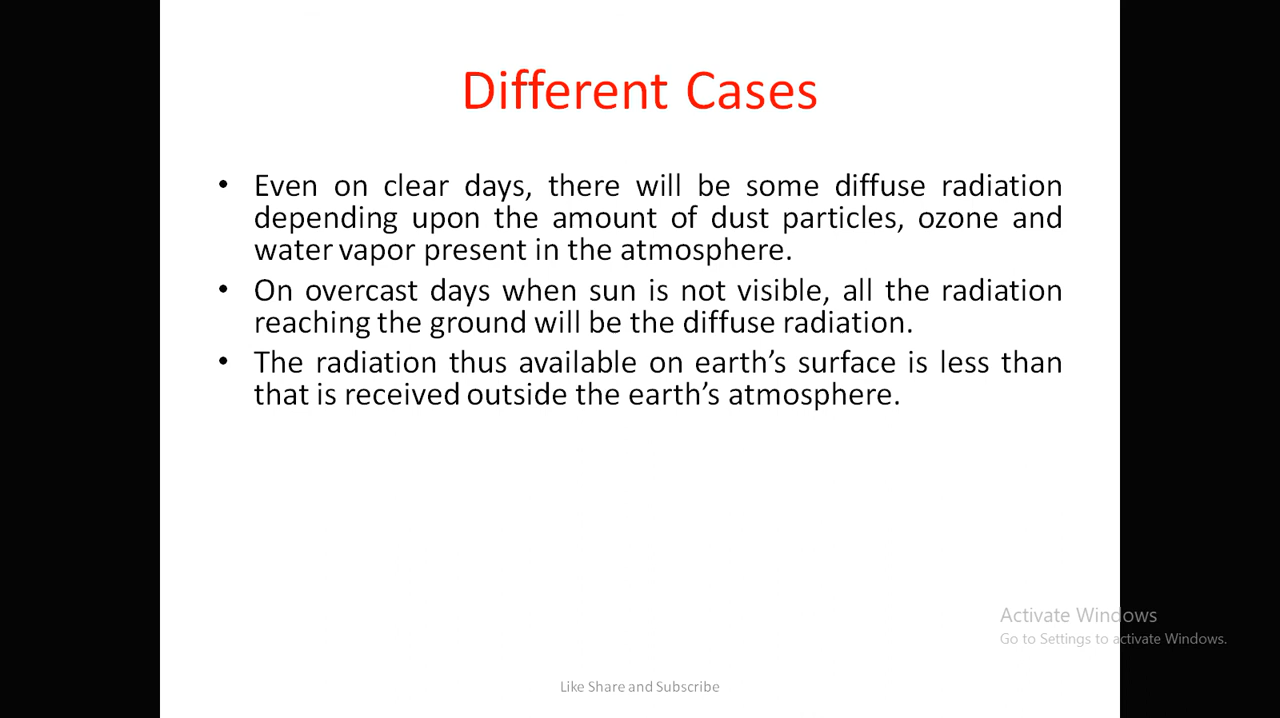 Different Cases
• Even on clear days, there will be some diffuse radiation
depending upon the amount of dust particles, ozone and
water vapor present in the atmosphere.
• On overcast days when sun is not visible, all the radiation
reaching the ground will be the diffuse radiation.
• The radiation thus available on earth’s surface is less than
that is received outside the earth’s atmosphere.
Activate Windows
Go to Settings to activate Windows.
Like Share and Subscribe